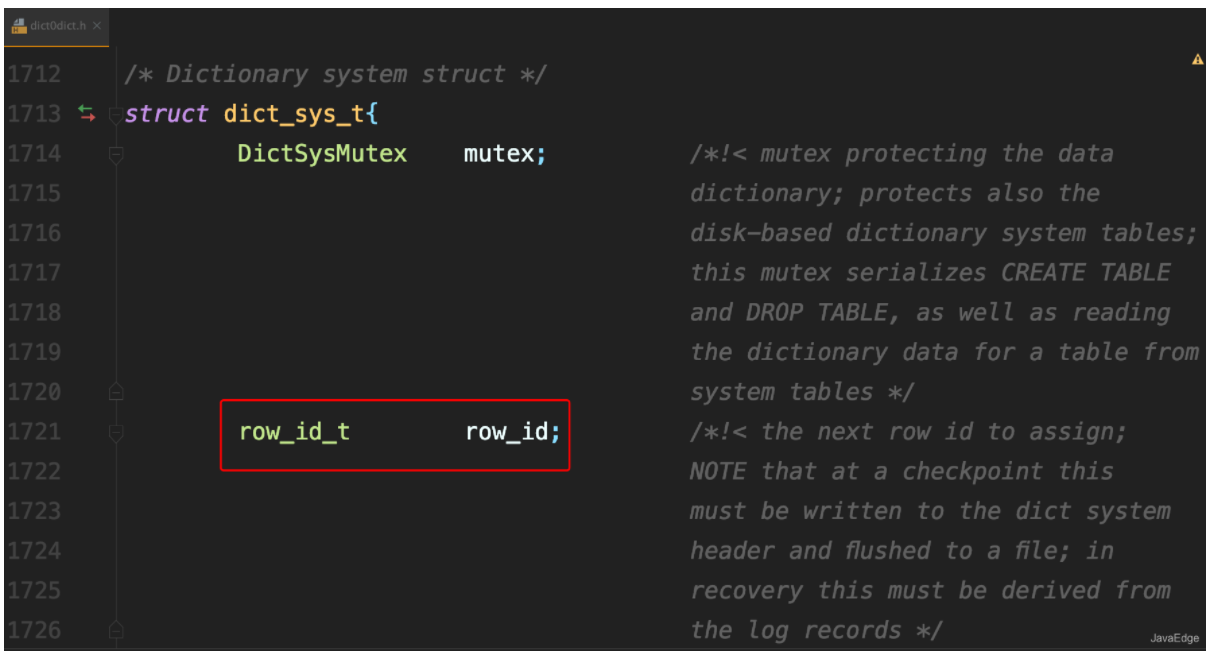 dict0dict.h ×
1712 /* Dictionary system struct */
1713 struct dict_sys_t{
1714 DictSysMutex mutex; /*!< mutex protecting the data
1715 dictionary; protects also the
1716 disk-based dictionary system tables;
1717 this mutex serializes CREATE TABLE
1718 and DROP TABLE, as well as reading
1719 the dictionary data for a table from
1720 system tables */
1721 row_id_t row_id; /*!< the next row id to assign;
1722 NOTE that at a checkpoint this
1723 must be written to the dict system
1724 header and flushed to a file; in
1725 recovery this must be derived from
1726 the log records */
JavaEdge